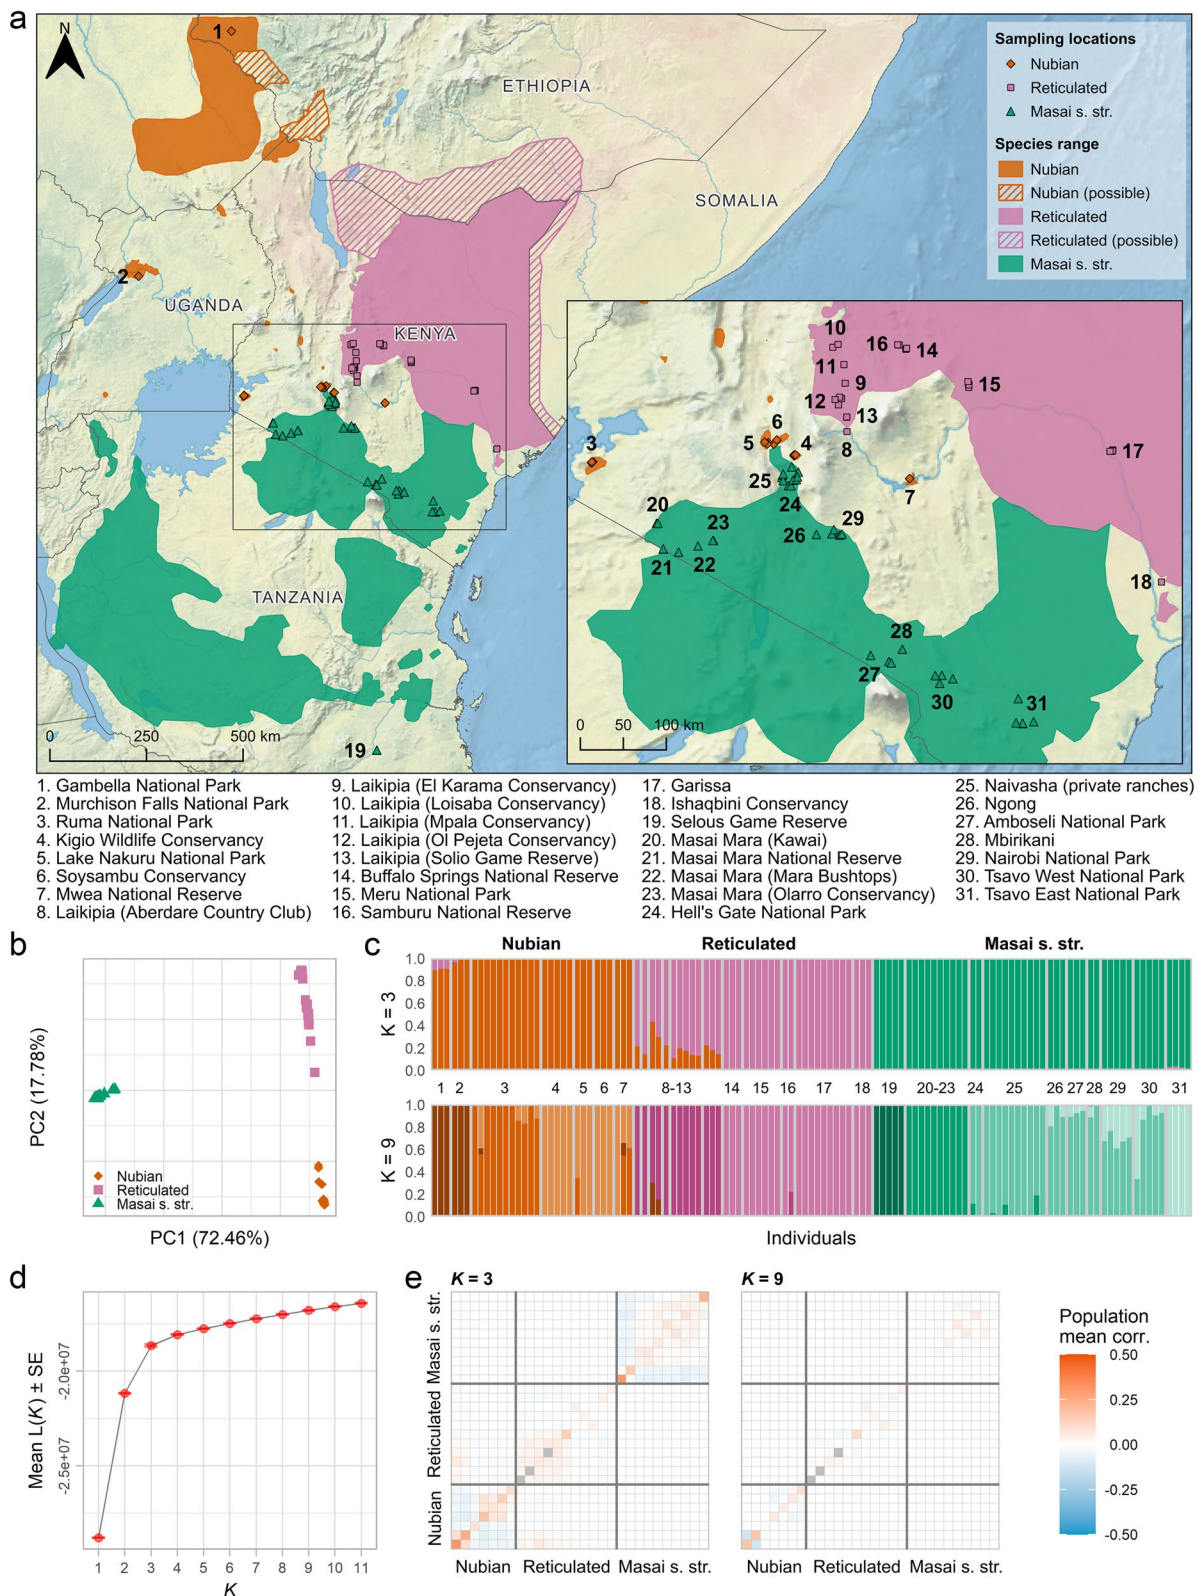 a
N
1
ETHIOPIA
SOMALIA
2
UGANDA
KENYA
TANZANIA
0 250 500 km
19
Sampling locations
Nubian
Reticulated
Masai s. str.
Species range
Nubian
Nubian (possible)
Reticulated
Reticulated (possible)
Masai s. str.
10
16 14
11
9
15
12
13
6
5 4 8
3
17
25
7
24
20
23
29
26
21 22
18
28
27
30
31
0 50 100 km
1. Gambella National Park
2. Murchison Falls National Park
3. Ruma National Park
4. Kigio Wildlife Conservancy
5. Lake Nakuru National Park
6. Soysambu Conservancy
7. Mwea National Reserve
8. Laikipia (Aberdare Country Club)
9. Laikipia (El Karama Conservancy)
10. Laikipia (Loisaba Conservancy)
11. Laikipia (Mpala Conservancy)
12. Laikipia (Ol Pejeta Conservancy)
13. Laikipia (Solio Game Reserve)
14. Buffalo Springs National Reserve
15. Meru National Park
16. Samburu National Reserve
17. Garissa
18. Ishaqbini Conservancy
19. Selous Game Reserve
20. Masai Mara (Kawai)
21. Masai Mara National Reserve
22. Masai Mara (Mara Bushtops)
23. Masai Mara (Olarro Conservancy)
24. Hell's Gate National Park
25. Naivasha (private ranches)
26. Ngong
27. Amboseli National Park
28. Mbirikani
29. Nairobi National Park
30. Tsavo West National Park
31. Tsavo East National Park
b
PC2 (17.78%)
Nubian
Reticulated
Masai s. str.
PC1 (72.46%)
c
Nubian Reticulated Masai s. str.
K = 3
1.0
0.8
0.6
0.4
0.2
0.0
1 2 3 4 5 6 7 8-13 14 15 16 17 18 19 20-23 24 25 26 27 28 29 30 31
K = 9
1.0
0.8
0.6
0.4
0.2
0.0
Individuals
d
Mean L(K) ± SE
-2.0e+07
-2.5e+07
1 2 3 4 5 6 7 8 9 10 11
K
e
K = 3
K = 9
Masai s. str.
Reticulated
Nubian
Nubian Reticulated Masai s. str.
Nubian Reticulated Masai s. str.
Population
mean corr.
0.50
0.25
0.00
-0.25
-0.50